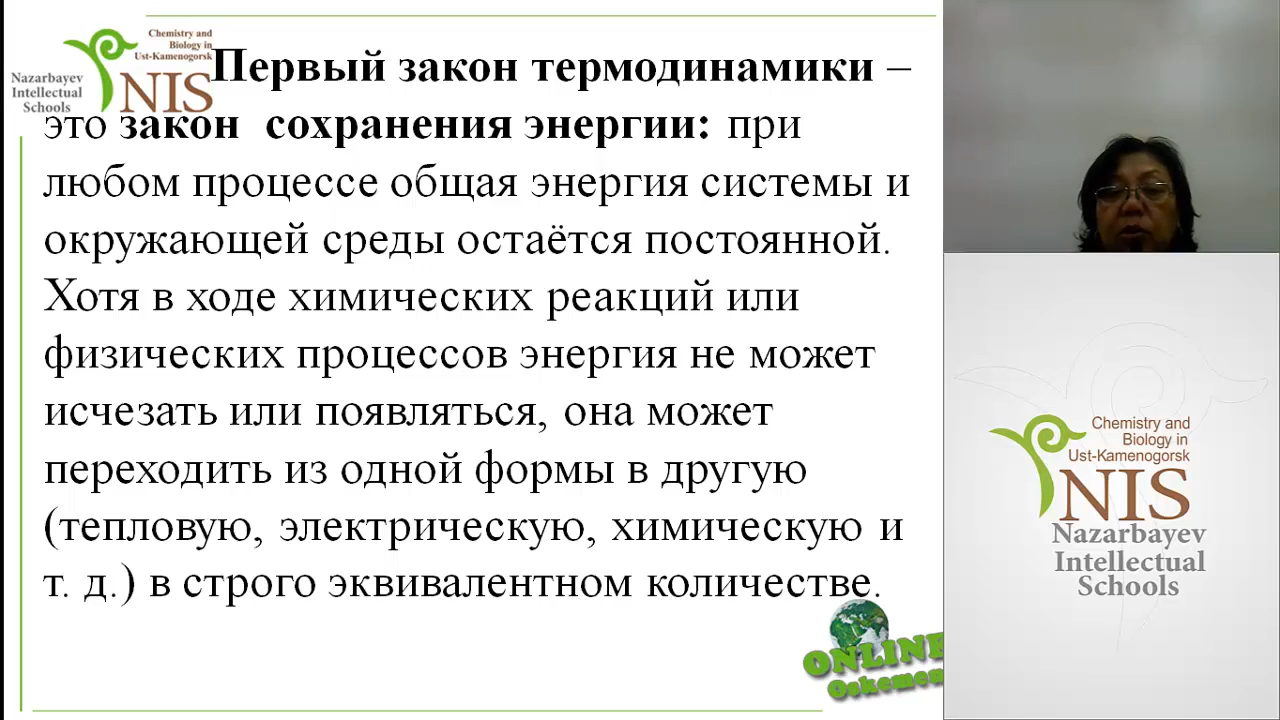 Chemistry and
Biology in
Ust-Kamenogorsk
Nazarbayev
Intellectual
Schools
NIS
Первый закон термодинамики –
это закон сохранения энергии: при
любом процессе общая энергия системы и
окружающей среды остаётся постоянной.
Хотя в ходе химических реакций или
физических процессов энергия не может
исчезать или появляться, она может
переходить из одной формы в другую
(тепловую, электрическую, химическую и
т. д.) в строго эквивалентном количестве.
ONLINE
Oskemen
Chemistry and
Biology in
Ust-Kamenogorsk
NIS
Nazarbayev
Intellectual
Schools